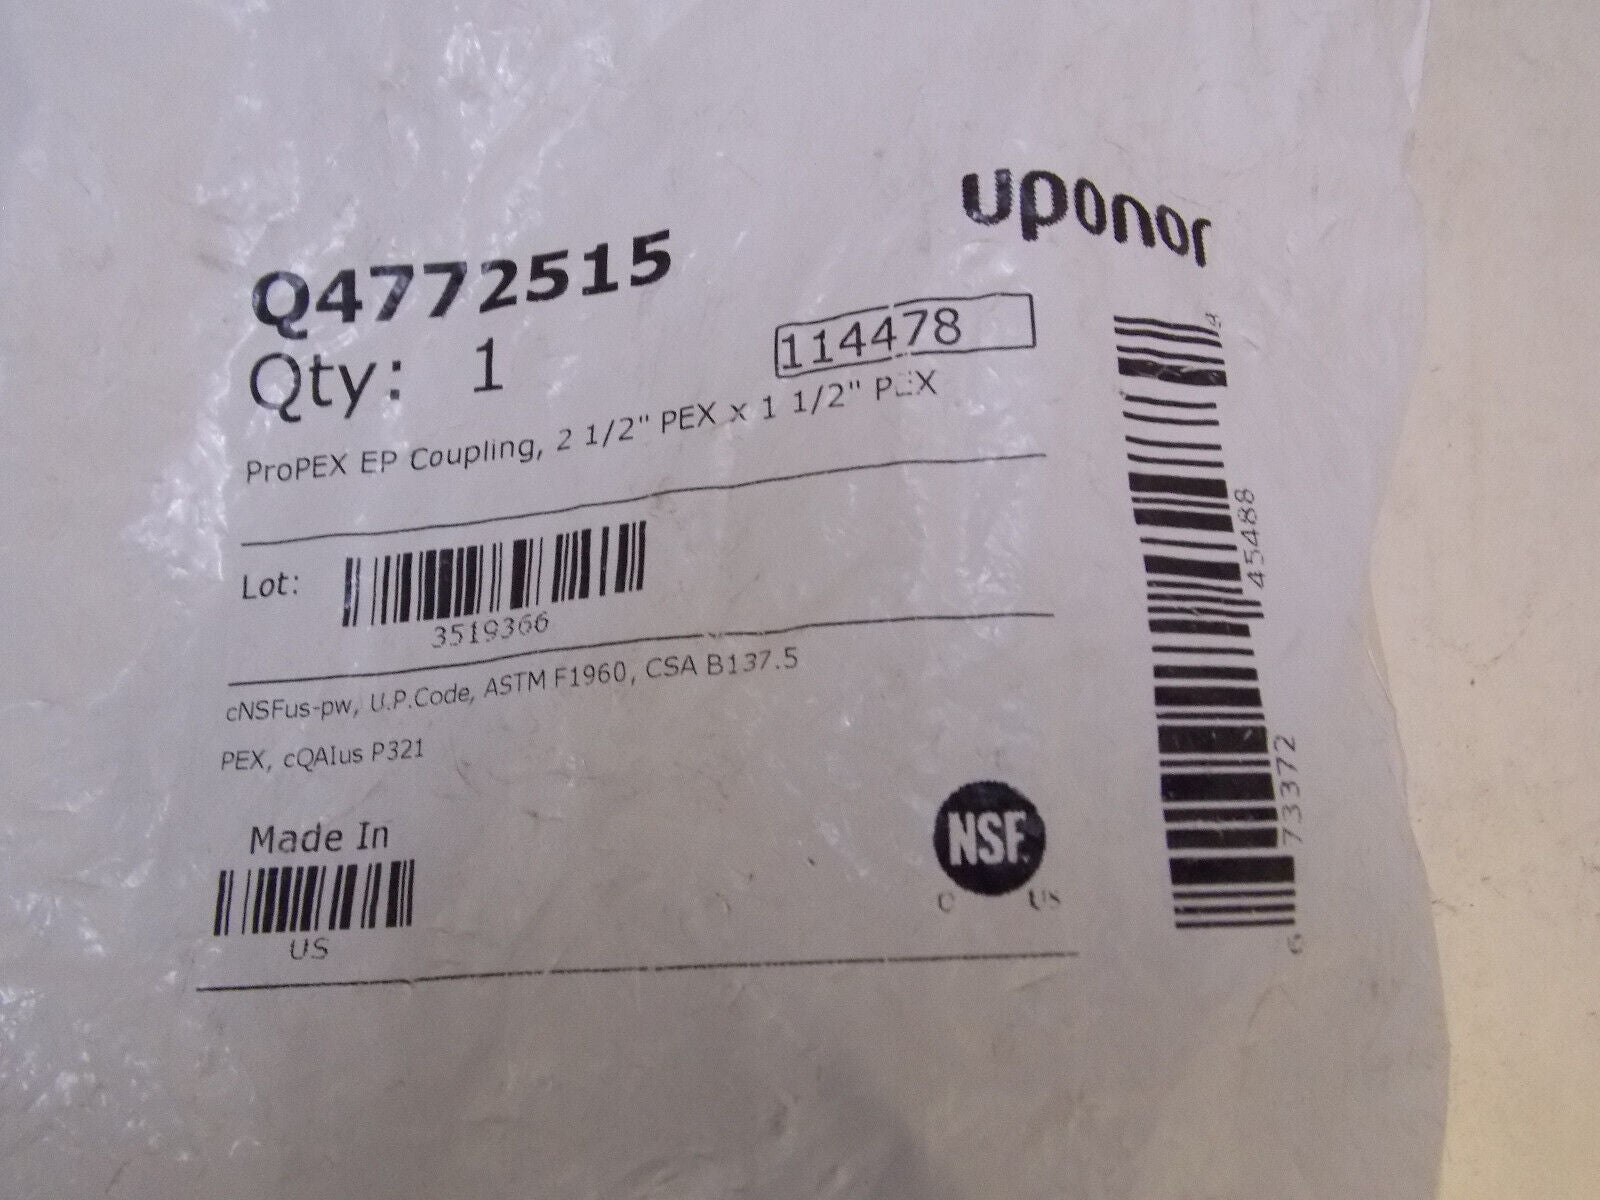 uponor
Q4772515
Qty: 1
114478
ProPEX EP Coupling, 2 1/2" PEX x 1 1/2" PEX
Lot:
3519366
cNSFus-pw, U.P.Code, ASTM F1960, CSA B137.5
PEX, cQAIus P321
Made In
US
NSF.
C US
6 73372 45488